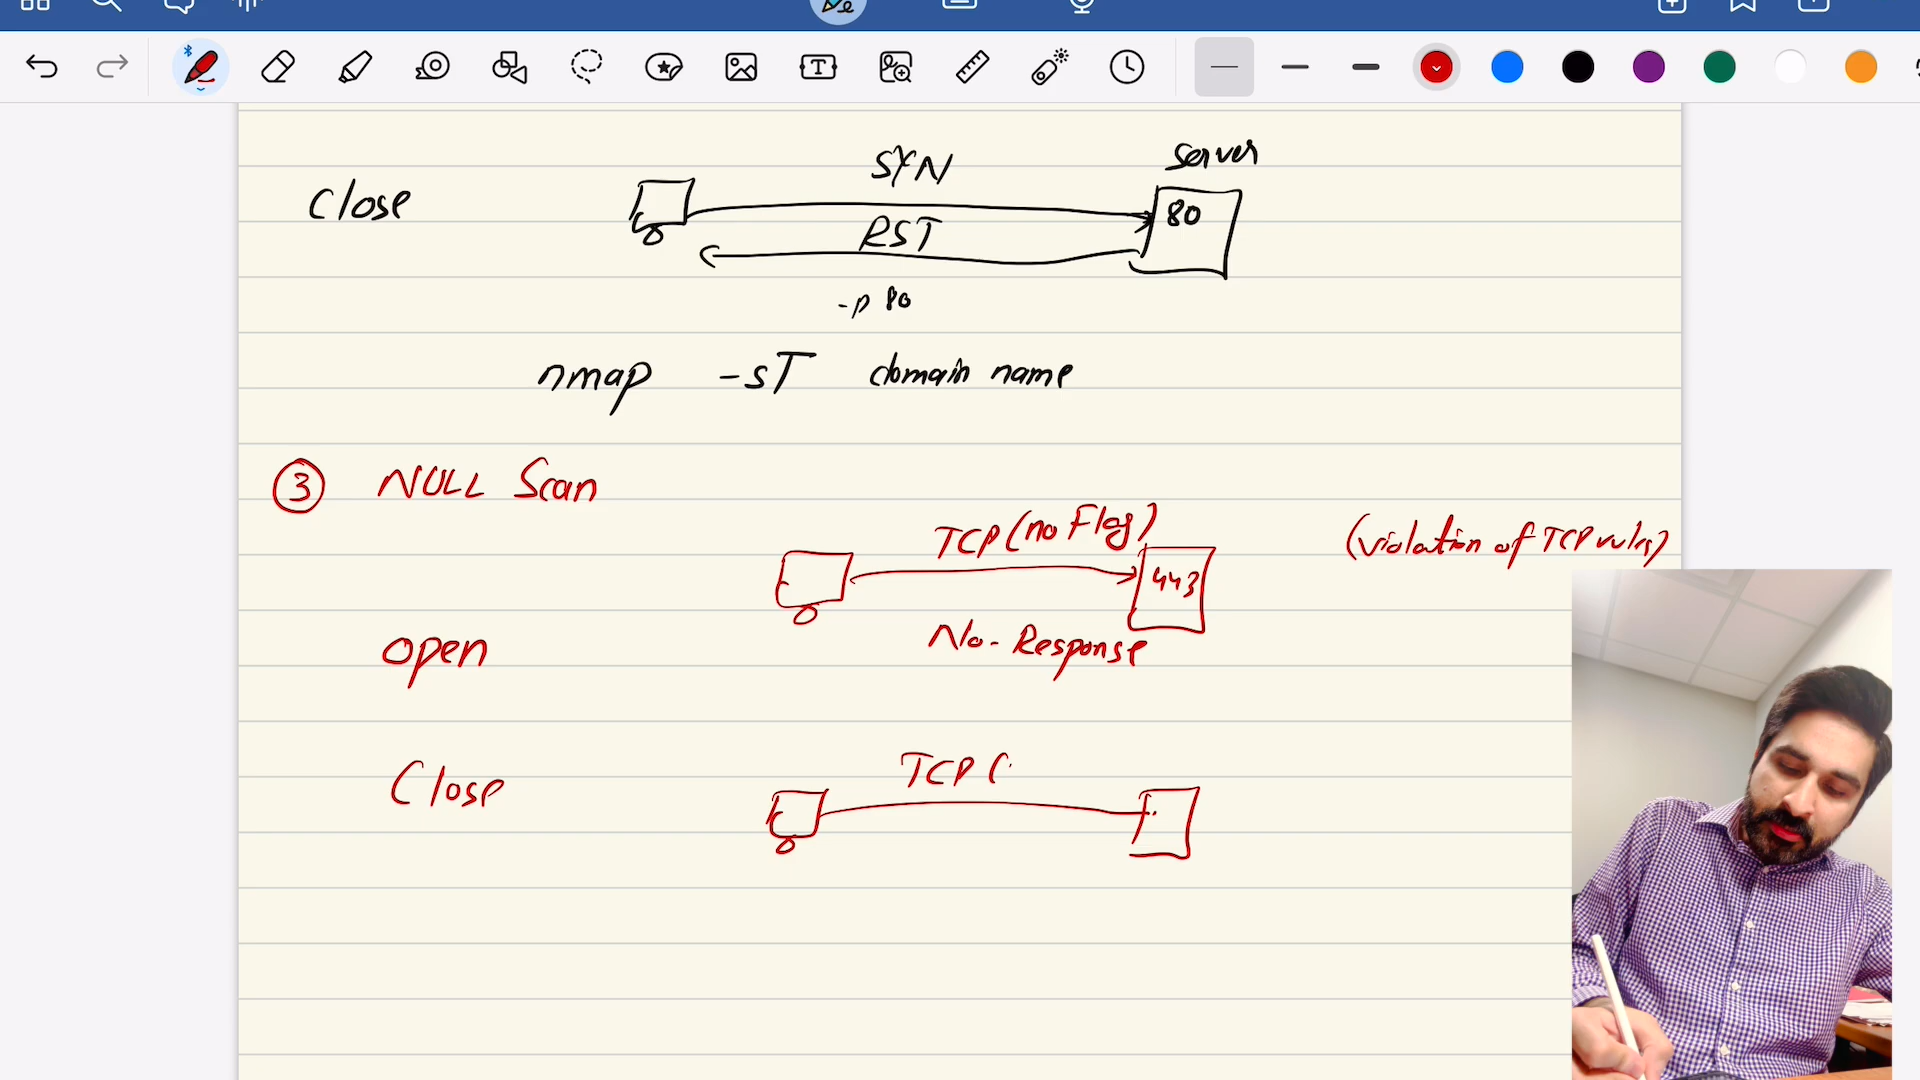 SYN
Server
Close
80
RST
-p 80
nmap -sT domain name
3 NULL Scan
TCP (no Flag)
(violation of TCP rules)
443
open
No-Response
Close
TCP (